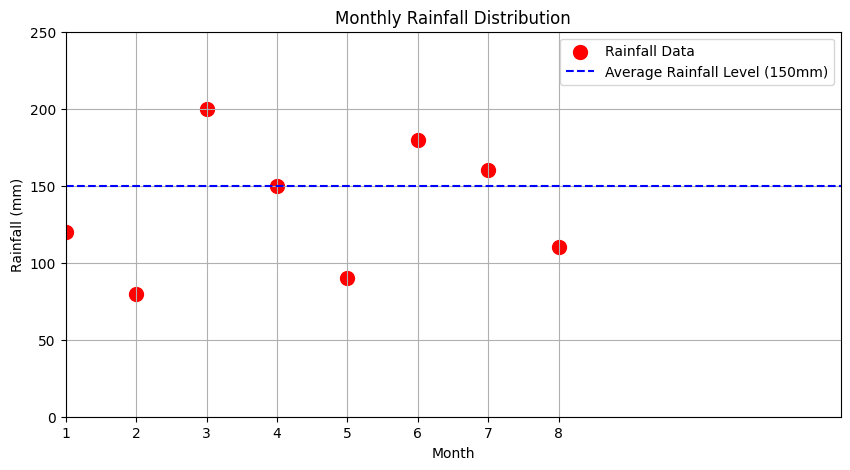 Monthly Rainfall Distribution
Rainfall Data
Average Rainfall Level (150mm)
Rainfall (mm)
250
200
150
100
50
0
1 2 3 4 5 6 7 8
Month